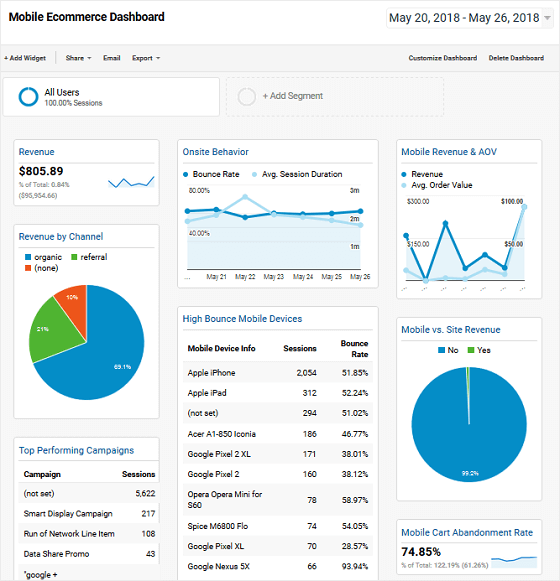 Mobile Ecommerce Dashboard
May 20, 2018 - May 26, 2018
+ Add Widget
Share
Email
Export
Customize Dashboard
Delete Dashboard
All Users
100.00% Sessions
+ Add Segment
Revenue
$805.89
% of Total: 0.84%
($95,954.66)
Revenue by Channel
organic
referral
(none)
10%
21%
69.1%
Top Performing Campaigns
Campaign Sessions
(not set) 5,622
Smart Display Campaign 217
Run of Network Line Item 108
Data Share Promo 43
"google +
Onsite Behavior
Bounce Rate
Avg. Session Duration
80.00% 3m
2m
40.00%
1m
... May 21 May 22 May 23 May 24 May 25 May 26
High Bounce Mobile Devices
Mobile Device Info Sessions Bounce
Rate
Apple iPhone 2,054 51.85%
Apple iPad 312 52.24%
(not set) 294 51.02%
Acer A1-850 Iconia 186 46.77%
Google Pixel 2 XL 171 38.01%
Google Pixel 2 160 38.12%
Opera Opera Mini for
S60 78 58.97%
Spice M6800 Flo 74 54.05%
Google Pixel XL 70 28.57%
Google Nexus 5X 66 93.94%
Mobile Revenue & AOV
Revenue
Avg. Order Value
$300.00 $100.00
$150.00 $50.00
Mobile vs. Site Revenue
No
Yes
99.2%
Mobile Cart Abandonment Rate
74.85%
% of Total: 122.19% (61.26%)